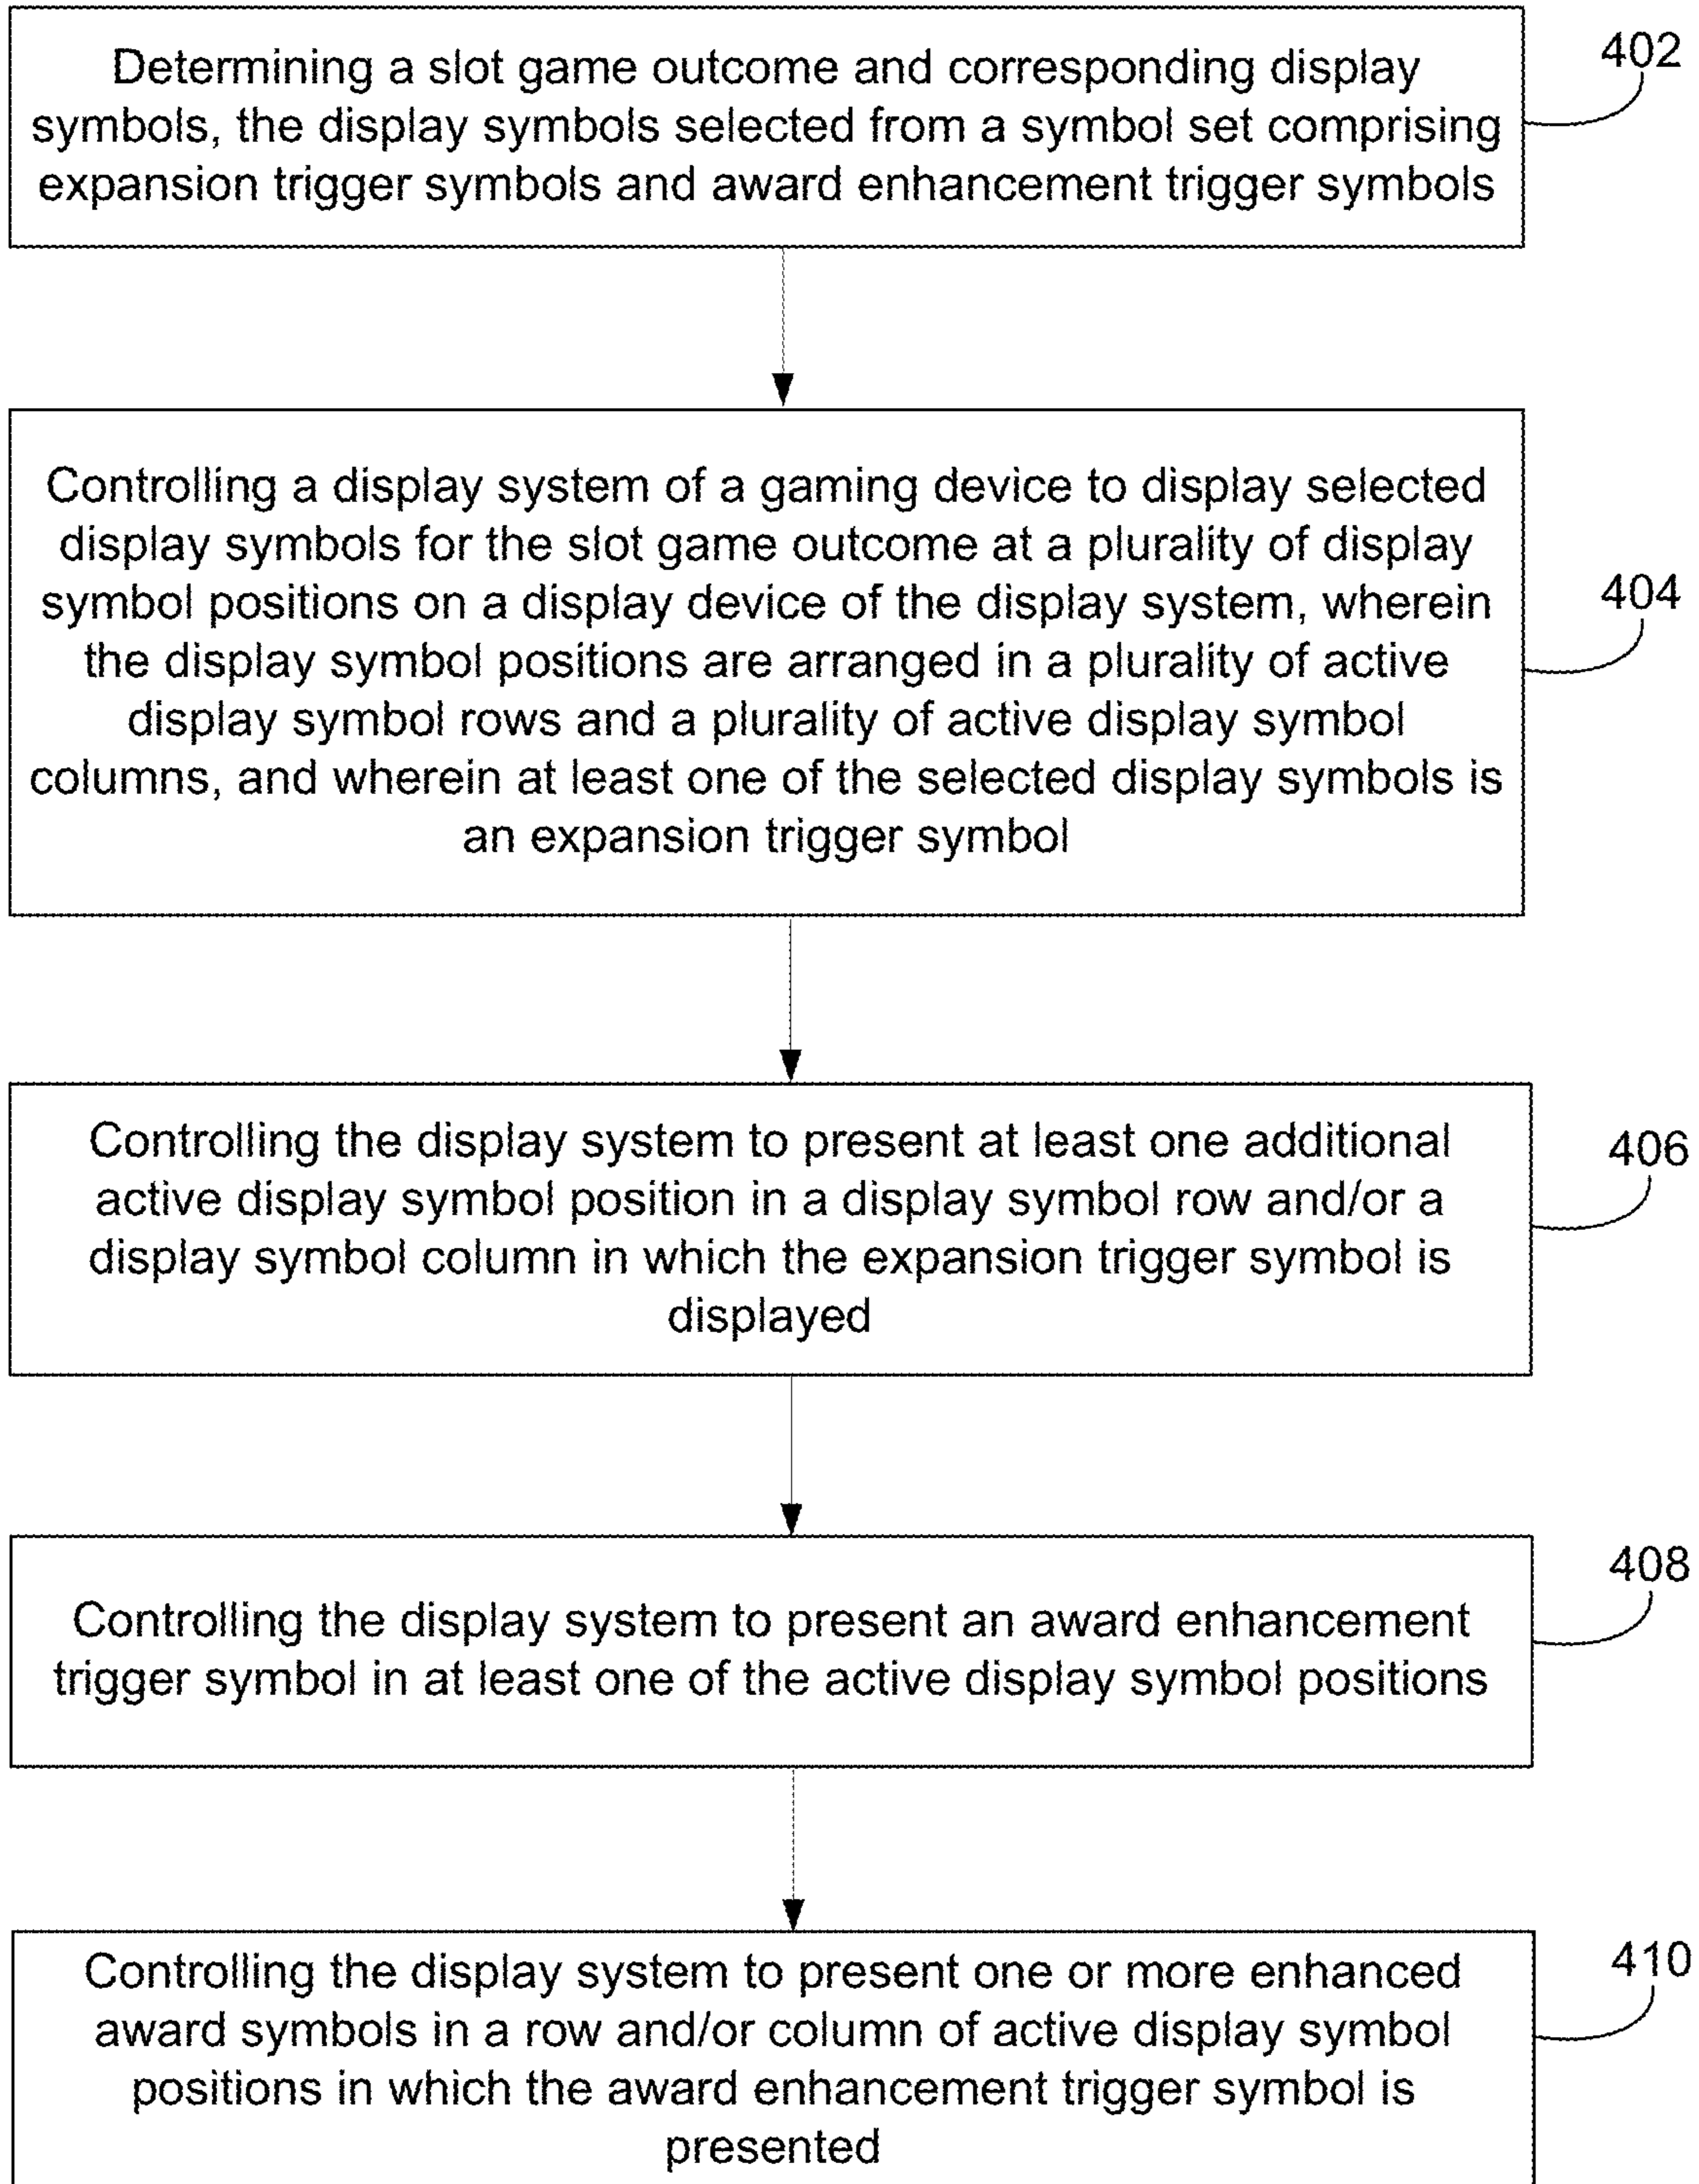 Determining a slot game outcome and corresponding display
symbols, the display symbols selected from a symbol set comprising
expansion trigger symbols and award enhancement trigger symbols
402
Controlling a display system of a gaming device to display selected
display symbols for the slot game outcome at a plurality of display
symbol positions on a display device of the display system, wherein
the display symbol positions are arranged in a plurality of active
display symbol rows and a plurality of active display symbol
columns, and wherein at least one of the selected display symbols is
an expansion trigger symbol
404
Controlling the display system to present at least one additional
active display symbol position in a display symbol row and/or a
display symbol column in which the expansion trigger symbol is
displayed
406
Controlling the display system to present an award enhancement
trigger symbol in at least one of the active display symbol positions
408
Controlling the display system to present one or more enhanced
award symbols in a row and/or column of active display symbol
positions in which the award enhancement trigger symbol is
presented
410